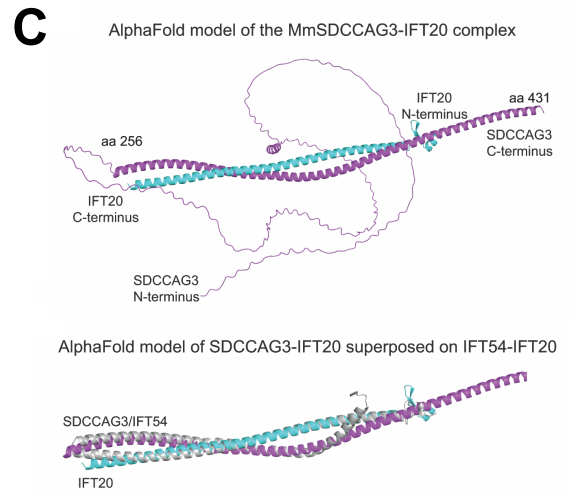 C
AlphaFold model of the MmSDCCAG3-IFT20 complex
IFT20
N-terminus
aa 431
aa 256
SDCCAG3
C-terminus
IFT20
C-terminus
SDCCAG3
N-terminus
AlphaFold model of SDCCAG3-IFT20 superposed on IFT54-IFT20
SDCCAG3/IFT54
IFT20